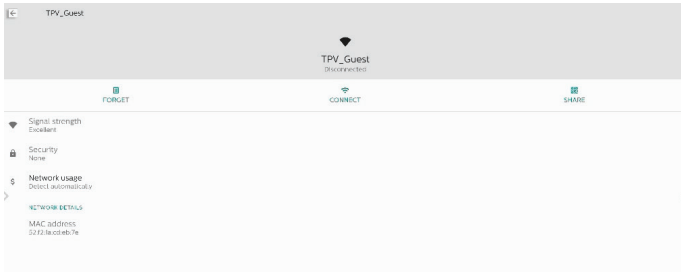 TPV_Guest
TPV_Guest
Disconnected
FORGET
CONNECT
SHARE
Signal strength
Excellent
Security
None
$
Network usage
Detect automatically
NETWORK DETAILS
MAC address
52:f2:1a:cd:eb:7e